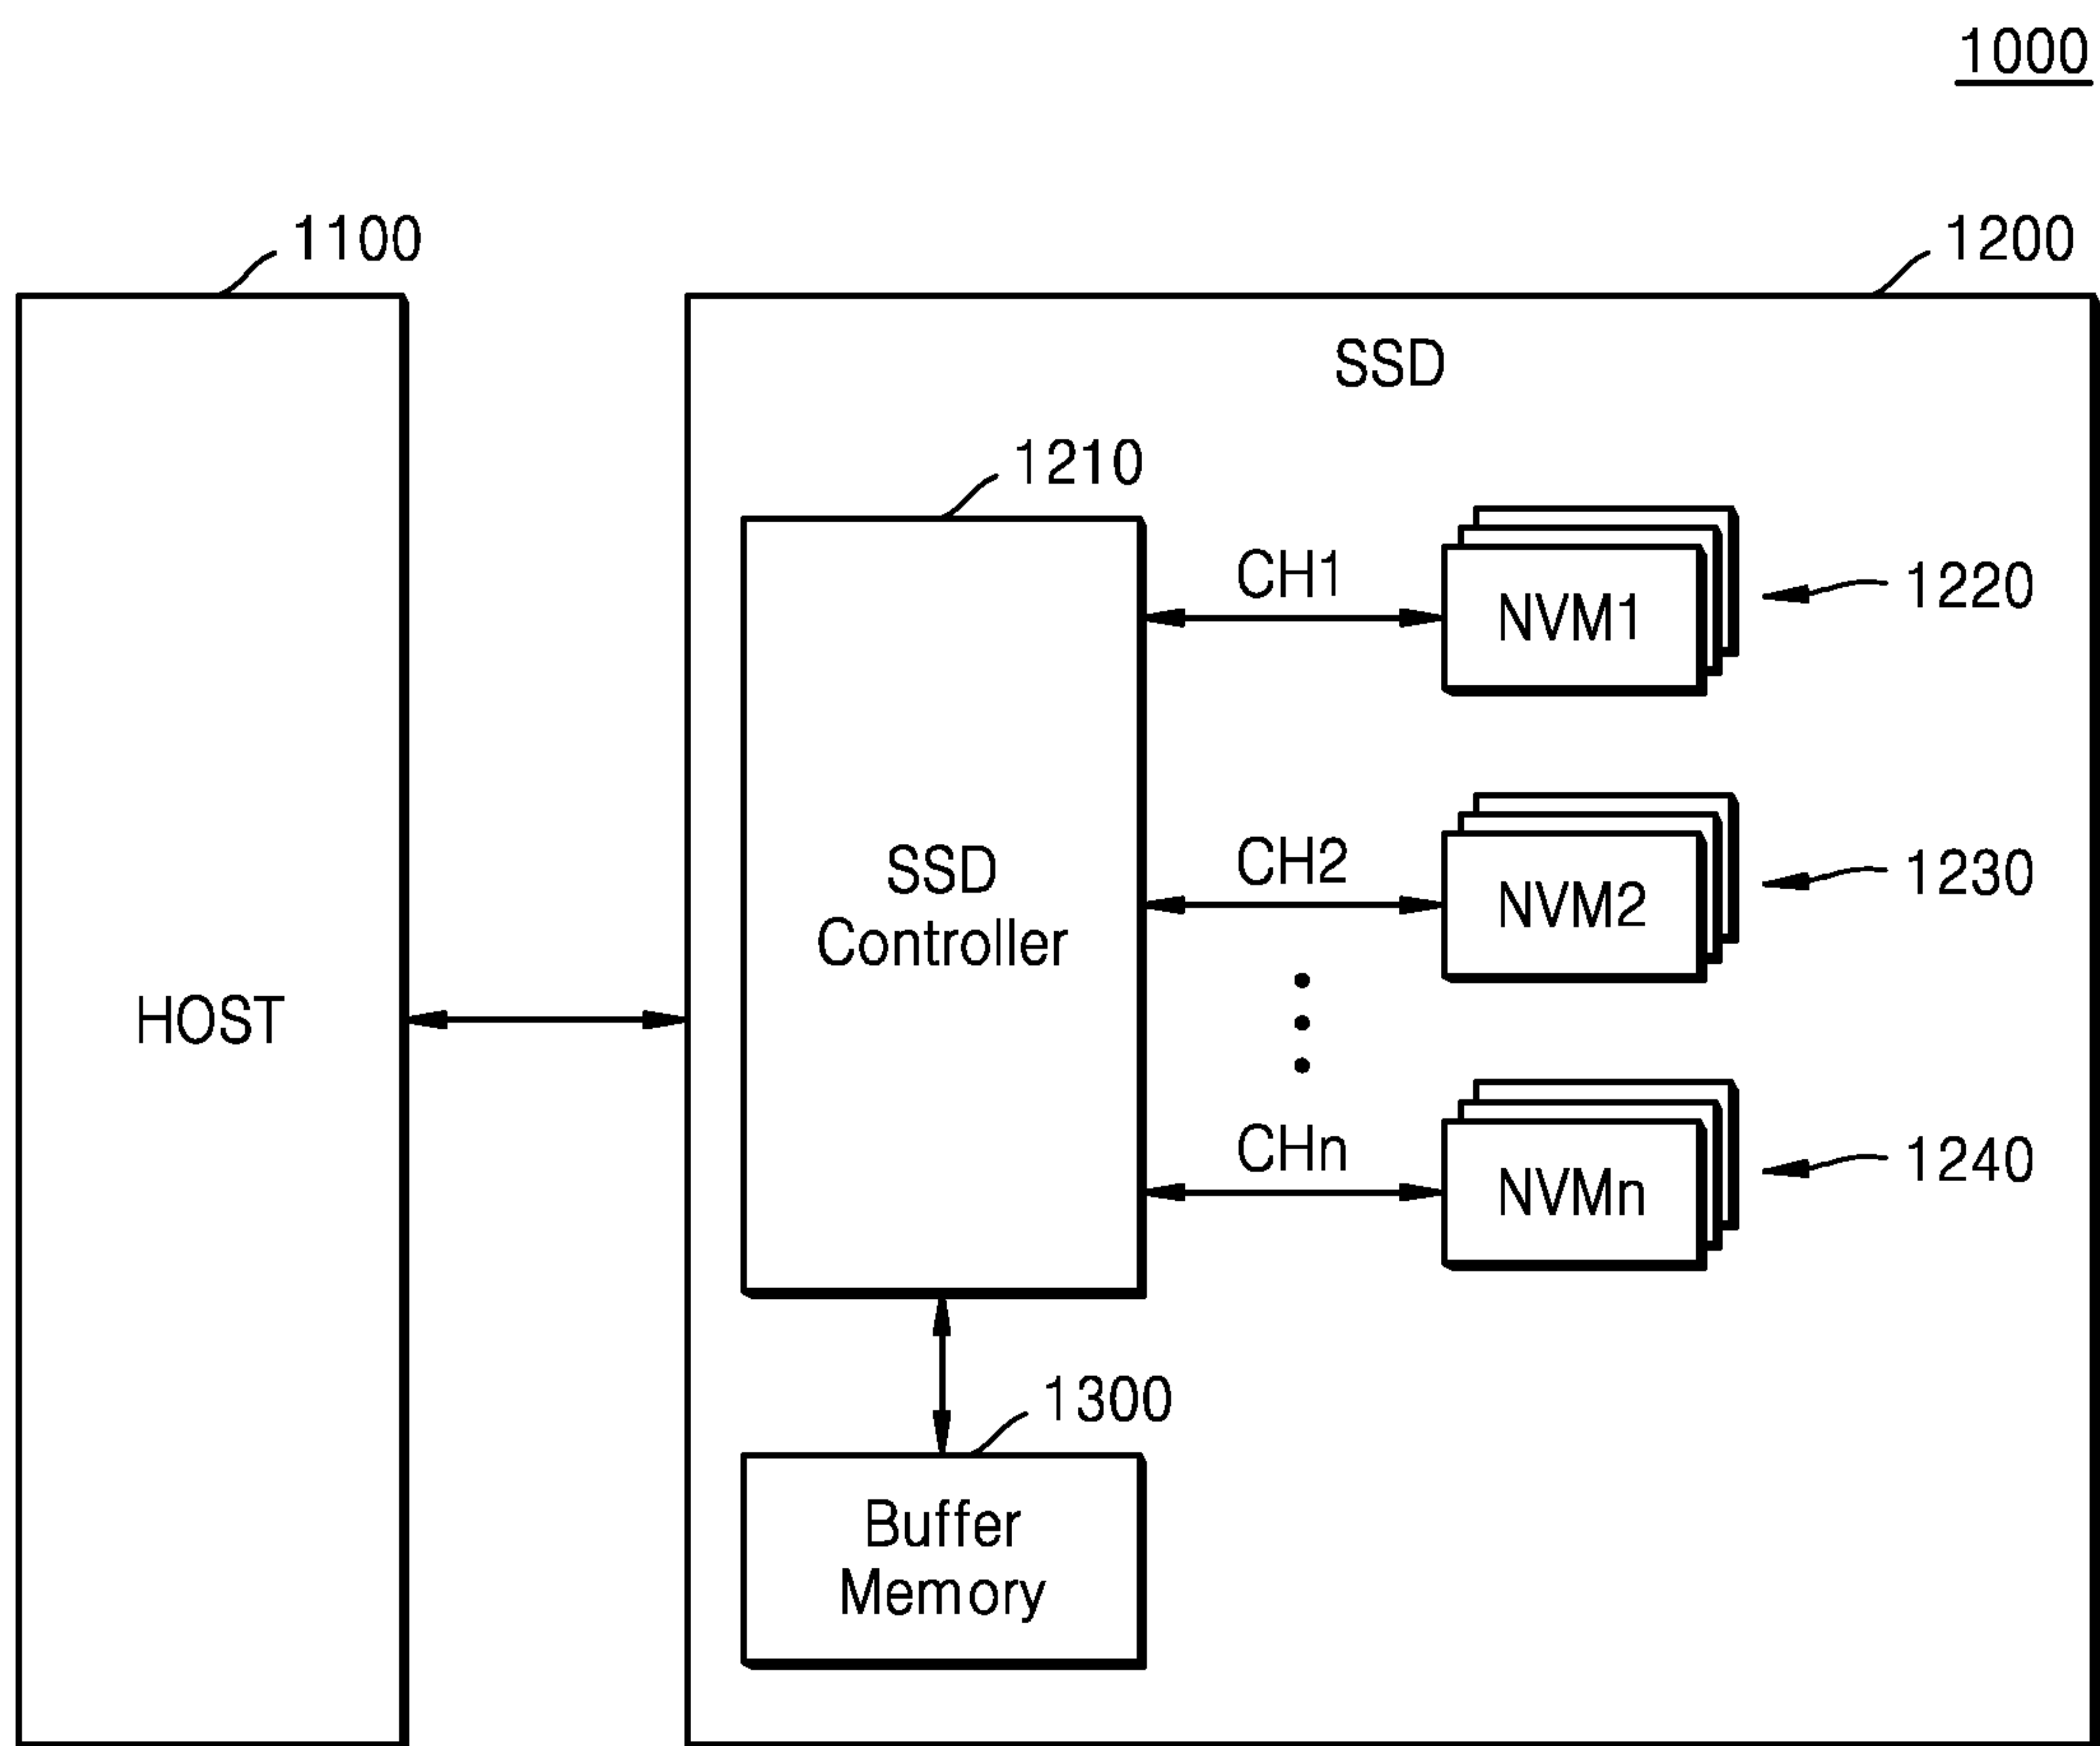 1000
1100
1200
SSD
1210
CH1
NVM1
1220
SSD
Controller
CH2
NVM2
1230
HOST
CHn
NVMn
1240
1300
Buffer
Memory